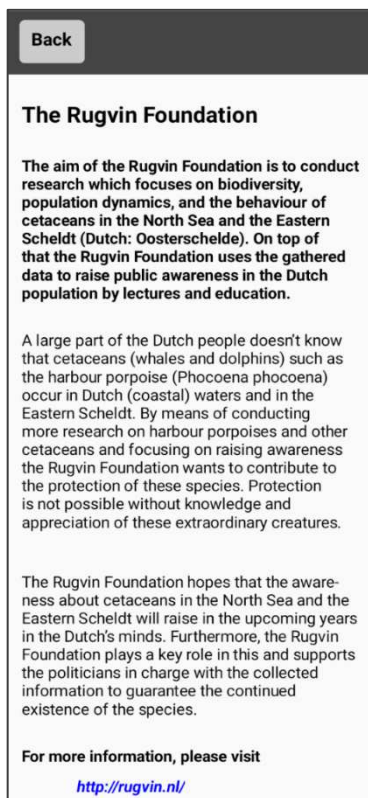 Back
The Rugvin Foundation
The aim of the Rugvin Foundation is to conduct
research which focuses on biodiversity,
population dynamics, and the behaviour of
cetaceans in the North Sea and the Eastern
Scheldt (Dutch: Oosterschelde). On top of
that the Rugvin Foundation uses the gathered
data to raise public awareness in the Dutch
population by lectures and education.
A large part of the Dutch people doesn't know
that cetaceans (whales and dolphins) such as
the harbour porpoise (Phocoena phocoena)
occur in Dutch (coastal) waters and in the
Eastern Scheldt. By means of conducting
more research on harbour porpoises and other
cetaceans and focusing on raising awareness
the Rugvin Foundation wants to contribute to
the protection of these species. Protection
is not possible without knowledge and
appreciation of these extraordinary creatures.
The Rugvin Foundation hopes that the aware-
ness about cetaceans in the North Sea and the
Eastern Scheldt will raise in the upcoming years
in the Dutch's minds. Furthermore, the Rugvin
Foundation plays a key role in this and supports
the politicians in charge with the collected
information to guarantee the continued
existence of the species.
For more information, please visit
http://rugvin.nl/